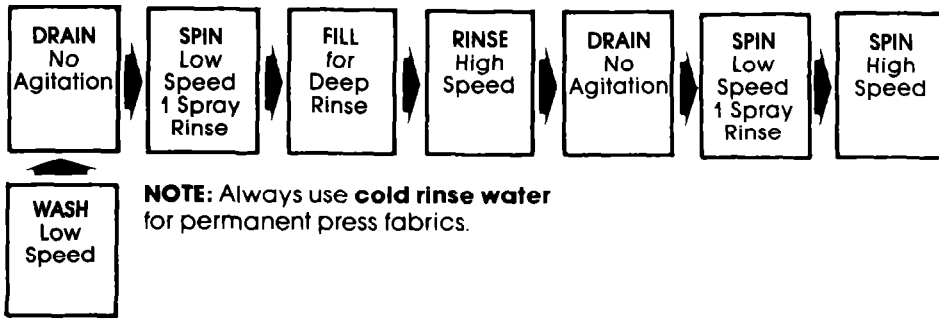 DRAIN
No
Agitation
SPIN
Low
Speed
1 Spray
Rinse
FILL
for
Deep
Rinse
RINSE
High
Speed
DRAIN
No
Agitation
SPIN
Low
Speed
1 Spray
Rinse
SPIN
High
Speed
WASH
Low
Speed
NOTE: Always use cold rinse water
for permanent press fabrics.